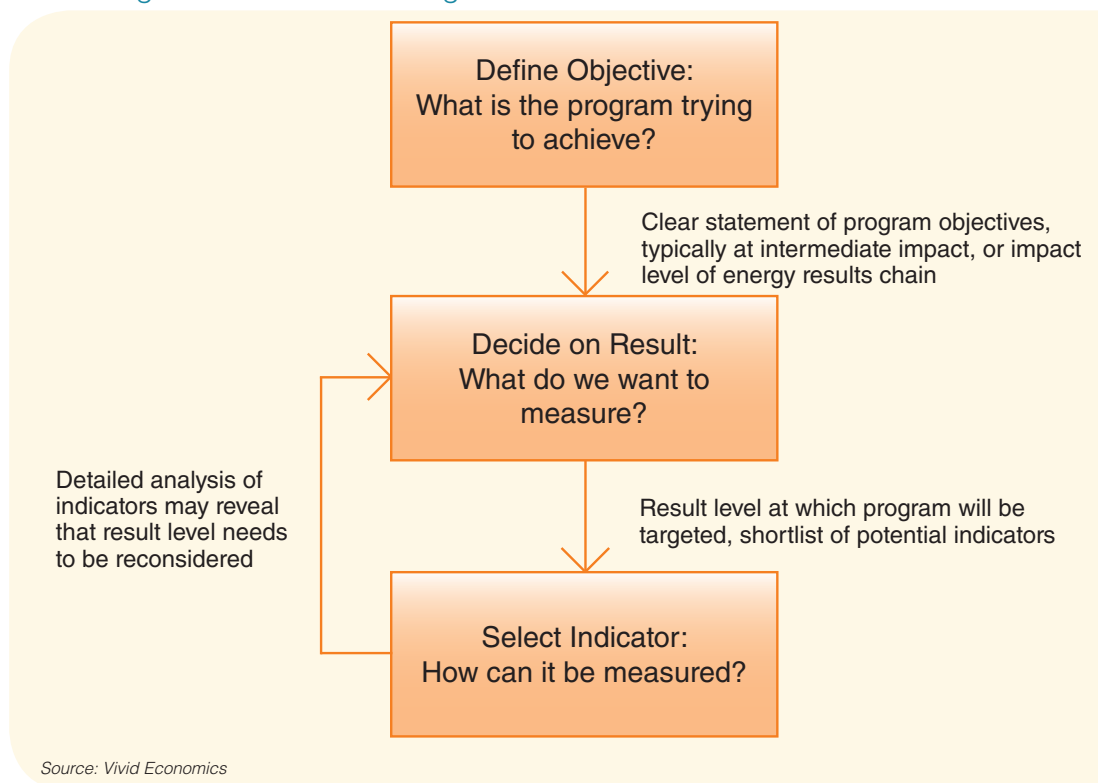 Define Objective:
What is the program trying
to achieve?
Clear statement of program objectives,
typically at intermediate impact, or impact
level of energy results chain
Decide on Result:
What do we want to
measure?
Detailed analysis of
indicators may reveal
that result level needs
to be reconsidered
Result level at which program will be
targeted, shortlist of potential indicators
Select Indicator:
How can it be measured?
Source: Vivid Economics